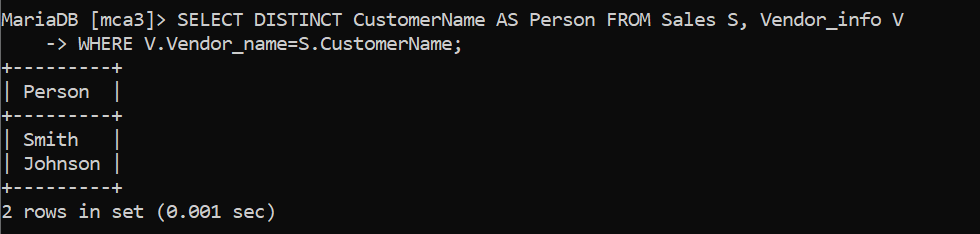 MariaDB [mca3]> SELECT DISTINCT CustomerName AS Person FROM Sales S, Vendor_info V
    -> WHERE V.Vendor_name=S.CustomerName;
+---------+
| Person  |
+---------+
| Smith   |
| Johnson |
+---------+
2 rows in set (0.001 sec)